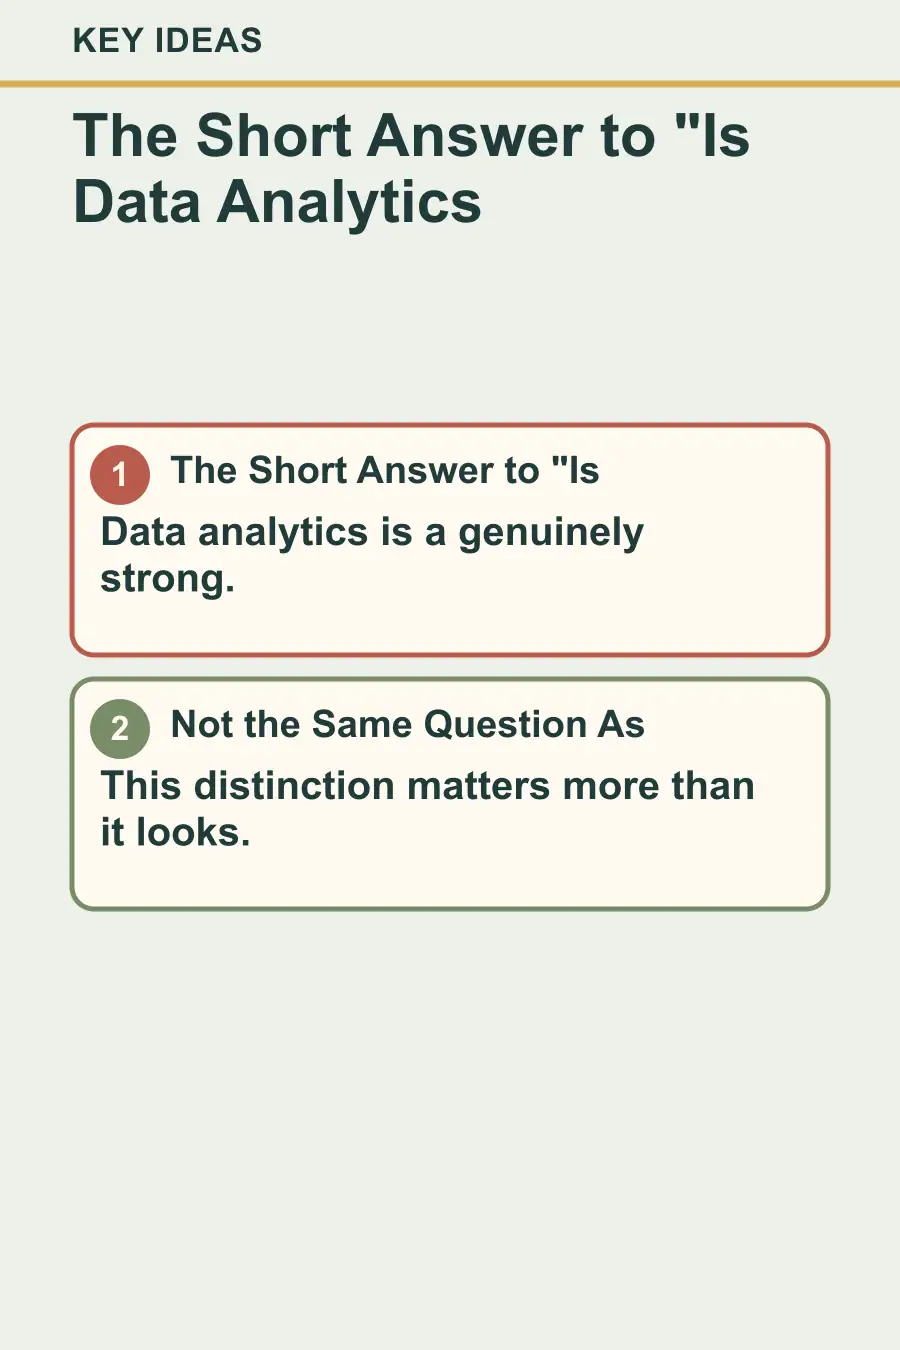 KEY IDEAS
The Short Answer to "Is
Data Analytics
1 The Short Answer to "Is
Data analytics is a genuinely
strong.
2 Not the Same Question As
This distinction matters more than
it looks.